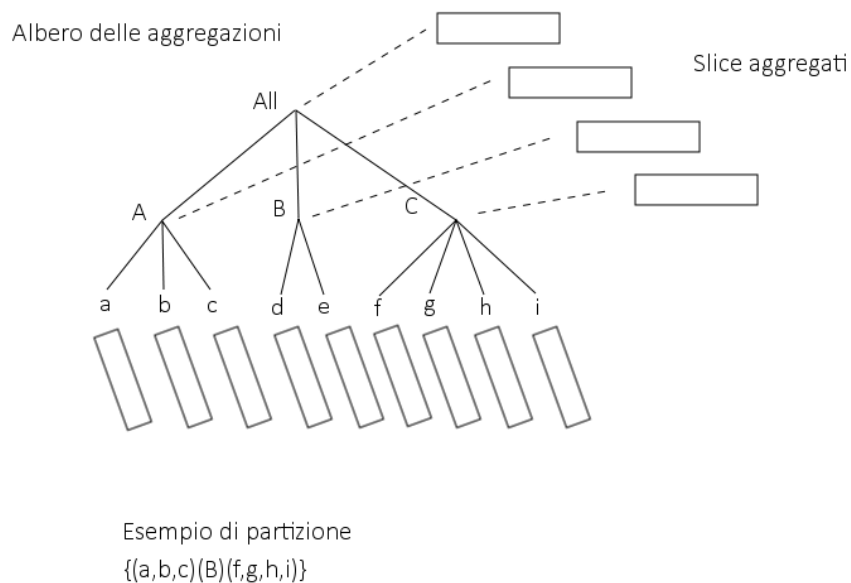 Albero delle aggregazioni
Slice aggregati
All
A
B
C
a b c d e f g h i
Esempio di partizione
{(a,b,c)(B)(f,g,h,i)}